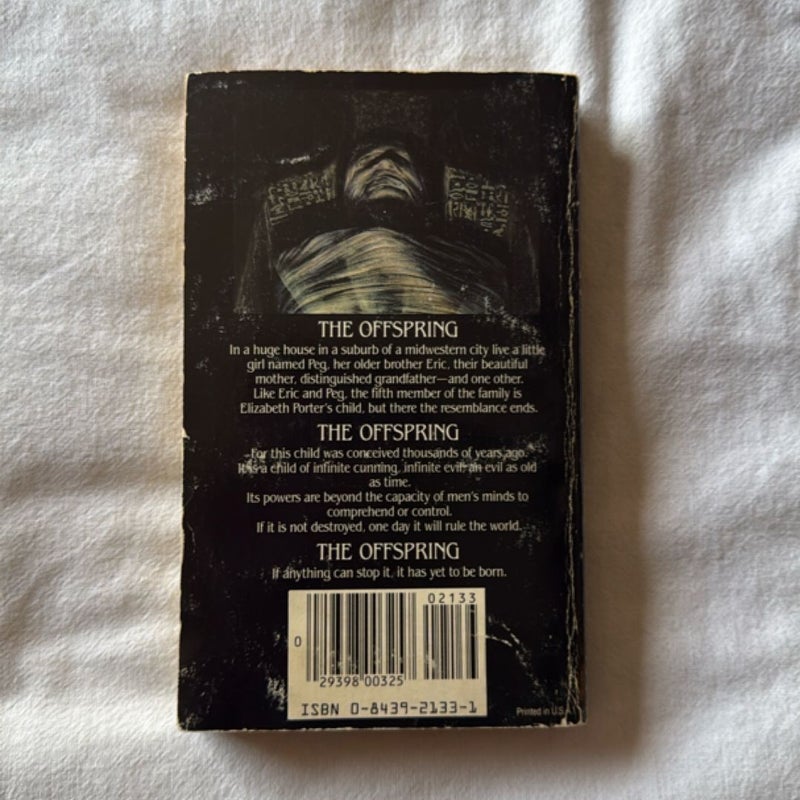 THE OFFSPRING
In a huge house in a suburb of a midwestern city live a little
girl named Peg, her older brother Eric, their beautiful
mother, distinguished grandfather—and one other.
Like Eric and Peg, the fifth member of the family is
Elizabeth Porter's child, but there the resemblance ends.
THE OFFSPRING
For this child was conceived thousands of years ago.
It is a child of infinite cunning, infinite evil: an evil as old
as time.
Its powers are beyond the capacity of men's minds to
comprehend or control.
If it is not destroyed, one day it will rule the world.
THE OFFSPRING
If anything can stop it, it has yet to be born.
02133
0
29398 00325
ISBN 0-8439-2133-1
Printed in U.S.A.